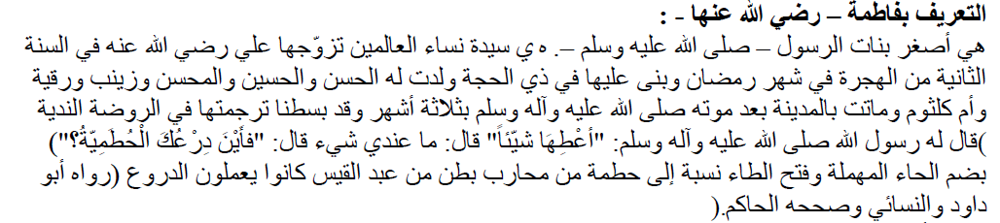 التعريف بفاطمة – رضي الله عنها - :
هي أصغر بنات الرسول – صلى الله عليه وسلم –. ه ي سيدة نساء العالمين تزوّجها علي رضي الله عنه في السنة
الثانية من الهجرة في شهر رمضان وبنى عليها في ذي الحجة ولدت له الحسن والحسين والمحسن وزينب ورقية
وأم كلثوم وماتت بالمدينة بعد موته صلى الله عليه وآله وسلم بثلاثة أشهر وقد بسطنا ترجمتها في الروضة الندية
)قال له رسول الله صلى الله عليه وآله وسلم: "أعْطِهَا شيّئاً" قال: ما عندي شيء قال: "فأيْن دِرْعُكَ الْحُطَمِيّةُ؟")
بضم الحاء المهملة وفتح الطاء نسبة إلى حطمة من محارب بطن من عبد القيس كانوا يعملون الدروع (رواه أبو
داود والنسائي وصححه الحاكم.(